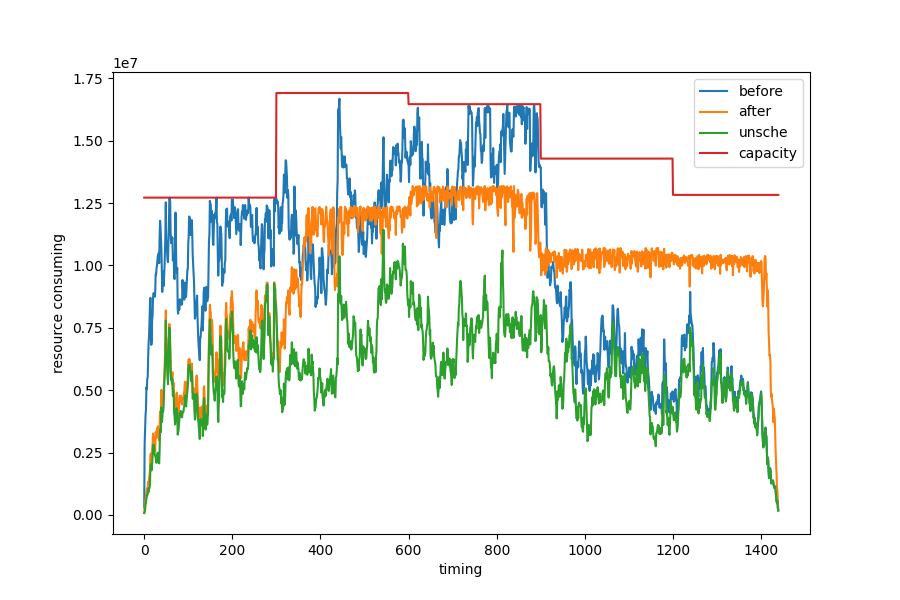 1e7
1.75
1.50
1.25
1.00
0.75
0.50
0.25
0.00
resource consuming
before
after
unsche
capacity
0 200 400 600 800 1000 1200 1400
timing